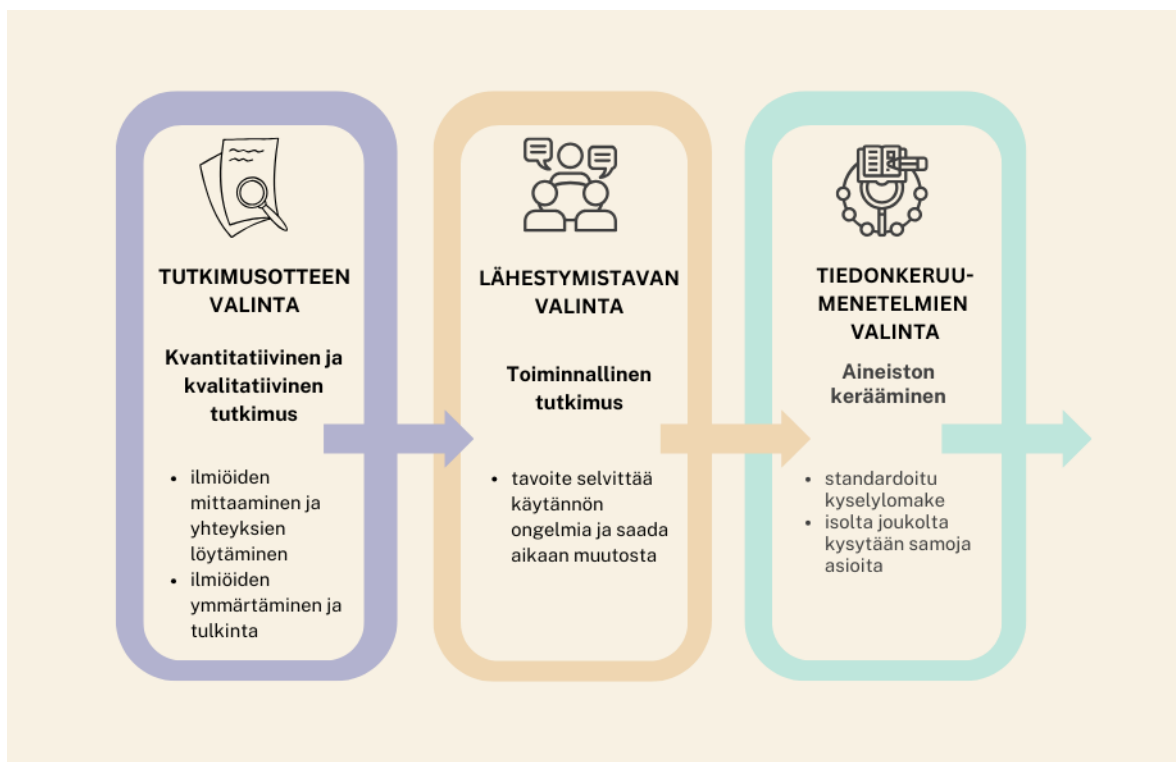 TUTKIMUSOTTEEN
VALINTA
Kvantitatiivinen ja
kvalitatiivinen
tutkimus
• ilmiöiden
mittaaminen ja
yhteyksien
löytäminen
• ilmiöiden
ymmärtäminen ja
tulkinta
LÄHESTYMISTAVAN
VALINTA
Toiminnallinen
tutkimus
• tavoite selvittää
käytännön
ongelmia ja saada
aikaan muutosta
TIEDONKERUU-
MENETELMIEN
VALINTA
Aineiston
kerääminen
• standardoitu
kyselylomake
• isolta joukolta
kysytään samoja
asioita